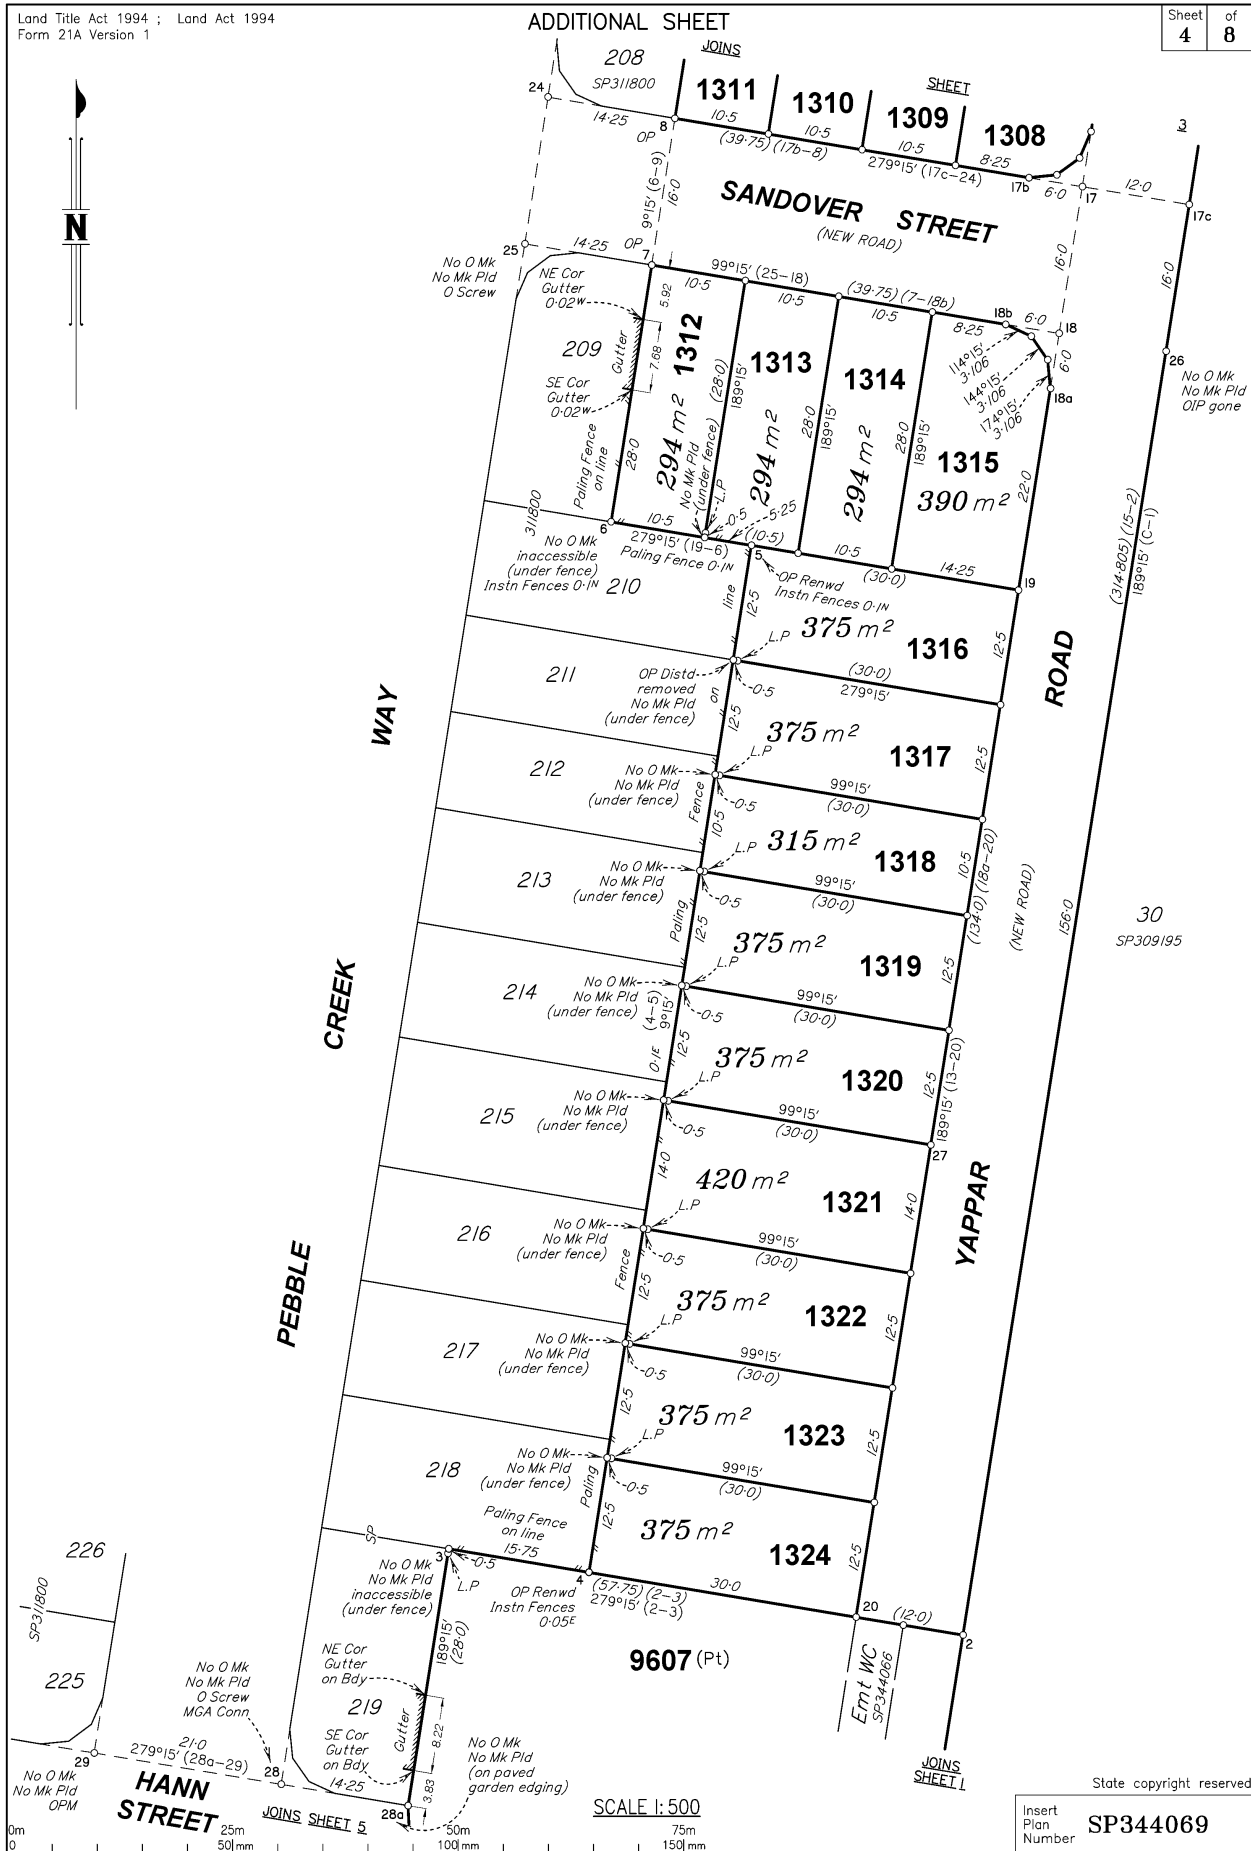 Land Title Act 1994 ; Land Act 1994
Form 21A Version 1
ADDITIONAL SHEET
Sheet 4 of 8
N
JOINS
SHEET
3
208
SP311800
1311
1310
1309
1308
24
14·25
OP
8
10·5
10·5
10·5
8·25
(39·75) (17b-8)
279°15' (17c-24)
17b
6·0
17
12·0
17c
9°15' (6-9)
16·0
SANDOVER STREET
(NEW ROAD)
16·0
16·0
25
14·25
OP
7
No O Mk
No Mk Pld
O Screw
NE Cor
Gutter
0·02W
99°15' (25-18)
(39·75) (7-18b)
10·5
10·5
10·5
8·25
18b
6·0
18
6·0
18a
26
No O Mk
No Mk Pld
OIP gone
5·92
7·68
Gutter
209
SE Cor
Gutter
0·02W
Paling Fence
on line
28·0
1312
294 m²
(28·0)
189°15'
No Mk Pld
(under fence)
L.P
1313
294 m²
28·0
189°15'
1314
294 m²
28·0
189°15'
114°15'
3·106
144°15'
3·106
174°15'
3·106
1315
390 m²
22·0
311800
6
10·5
279°15' (19-6)
Paling Fence 0·1N
0·5
5·25
(10·5)
5
10·5
(30·0)
14·25
19
No O Mk
inaccessible
(under fence)
Instn Fences 0·1N
210
OP Renwd
Instn Fences 0·1N
(314·805) (15-2)
189°15' (C-1)
line
12·5
L.P
375 m²
1316
12·5
(30·0)
279°15'
ROAD
211
OP Distd
removed
No Mk Pld
(under fence)
0·5
on
12·5
375 m²
1317
12·5
L.P
WAY
212
No O Mk
No Mk Pld
(under fence)
99°15'
(30·0)
0·5
Fence
10·5
315 m²
1318
10·5
L.P
(134·0) (18a-20)
(NEW ROAD)
213
No O Mk
No Mk Pld
(under fence)
99°15'
(30·0)
0·5
Paling
12·5
375 m²
1319
12·5
L.P
156·0
30
SP309195
CREEK
214
No O Mk
No Mk Pld
(under fence)
99°15'
(30·0)
0·5
(4-5)
9°15'
0·1E
12·5
375 m²
1320
12·5
L.P
189°15' (13-20)
215
No O Mk
No Mk Pld
(under fence)
99°15'
(30·0)
0·5
27
14·0
420 m²
1321
14·0
L.P
YAPPAR
216
No O Mk
No Mk Pld
(under fence)
99°15'
(30·0)
0·5
Fence
12·5
375 m²
1322
12·5
L.P
PEBBLE
217
No O Mk
No Mk Pld
(under fence)
99°15'
(30·0)
0·5
12·5
375 m²
1323
12·5
L.P
218
No O Mk
No Mk Pld
(under fence)
99°15'
(30·0)
0·5
Paling
12·5
375 m²
1324
12·5
SP
Paling Fence
on line
15·75
3
0·5
L.P
4
No O Mk
No Mk Pld
inaccessible
(under fence)
OP Renwd
Instn Fences
0·05E
(57·75) (2-3)
279°15' (2-3)
30·0
20
(12·0)
2
226
SP311800
225
189°15'
(28·0)
9607 (Pt)
Emt WC
SP344066
No O Mk
No Mk Pld
O Screw
MGA Conn
NE Cor
Gutter
on Bdy
219
SE Cor
Gutter
on Bdy
Gutter
8·22
3·83
No O Mk
No Mk Pld
(on paved
garden edging)
29
21·0
279°15' (28a-29)
28
14·25
28a
No O Mk
No Mk Pld
OPM
HANN
STREET
JOINS SHEET 5
SCALE 1:500
JOINS
SHEET 1
State copyright reserved
Insert
Plan
Number
SP344069
0m 25m 50m 75m
50mm 100mm 150mm